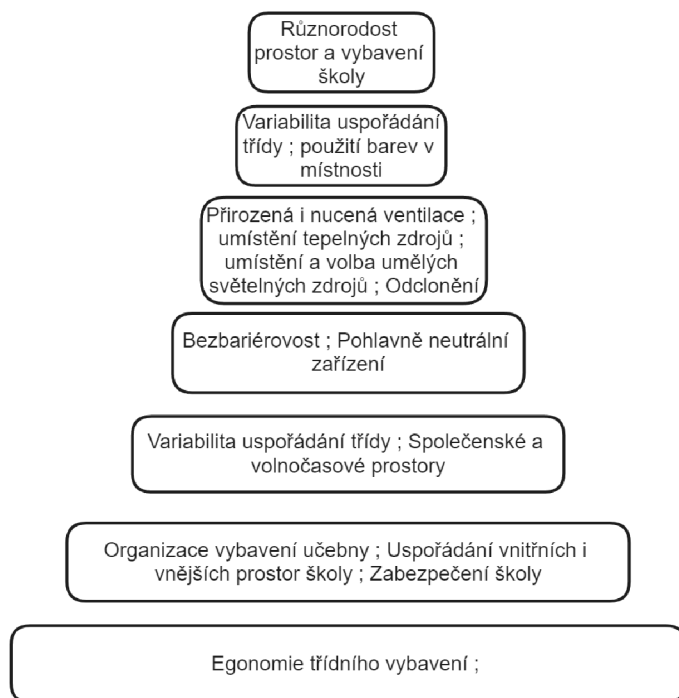 Různorodost
prostor a vybavení
školy
Variabilita uspořádání
třídy ; použití barev v
místnosti
Přirozená i nucená ventilace ;
umístění tepelných zdrojů ;
umístění a volba umělých
světelných zdrojů ; Odclonění
Bezbariérovost ; Pohlavně neutrální
zařízení
Variabilita uspořádání třídy ; Společenské a
volnočasové prostory
Organizace vybavení učebny ; Uspořádání vnitřních i
vnějších prostor školy ; Zabezpečení školy
Egonomie třídního vybavení ;